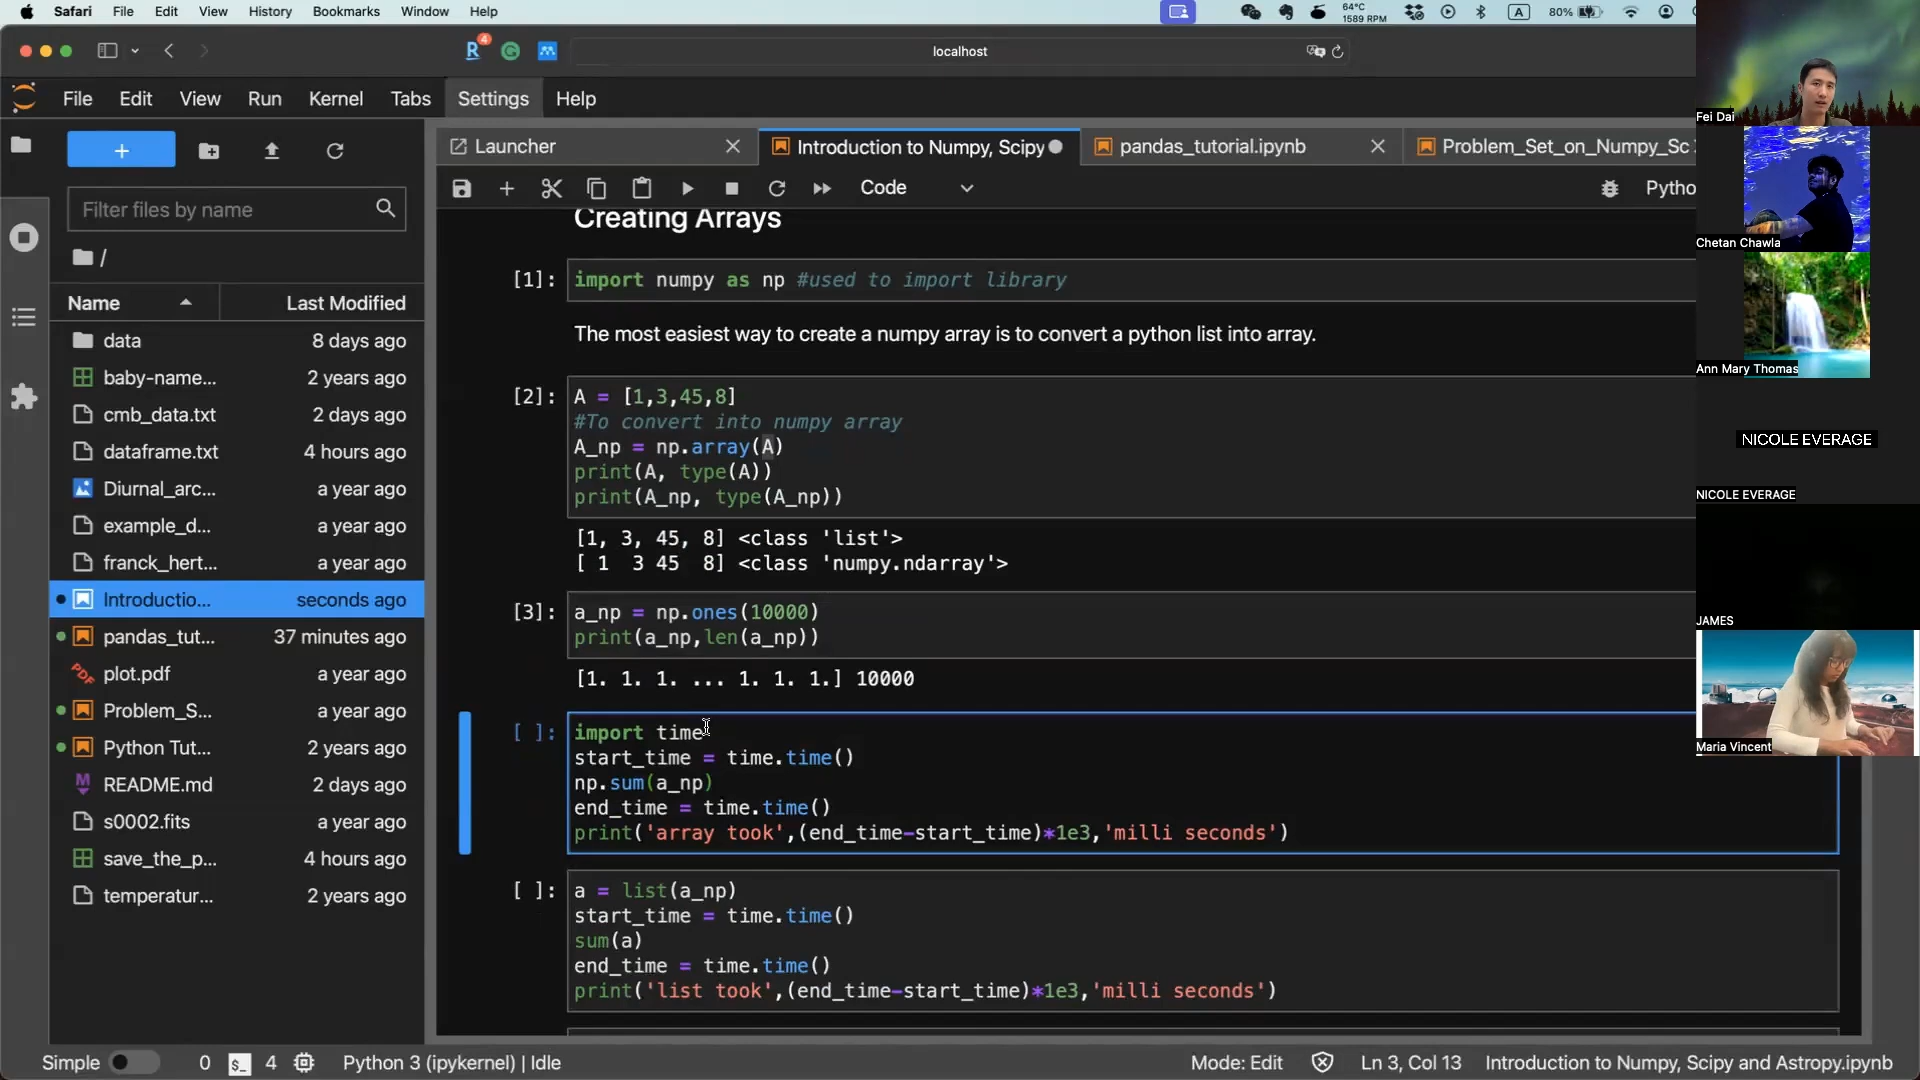 Safari File Edit View History Bookmarks Window Help
64°C
1589 RPM
A
80%
4
localhost
File Edit View Run Kernel Tabs Settings Help
Launcher
Introduction to Numpy, Scipy
pandas_tutorial.ipynb
Problem_Set_on_Numpy_Sc
Code
Pytho
Filter files by name
/
Name Last Modified
data 8 days ago
baby-name... 2 years ago
cmb_data.txt 2 days ago
dataframe.txt 4 hours ago
Diurnal_arc... a year ago
example_d... a year ago
franck_hert... a year ago
Introductio... seconds ago
pandas_tut... 37 minutes ago
plot.pdf a year ago
Problem_S... a year ago
Python Tut... 2 years ago
README.md 2 days ago
s0002.fits a year ago
save_the_p... 4 hours ago
temperatur... 2 years ago
Creating Arrays
[1]: import numpy as np #used to import library
The most easiest way to create a numpy array is to convert a python list into array.
[2]: A = [1,3,45,8]
#To convert into numpy array
A_np = np.array(A)
print(A, type(A))
print(A_np, type(A_np))
[1, 3, 45, 8] <class 'list'>
[ 1  3 45  8] <class 'numpy.ndarray'>
[3]: a_np = np.ones(10000)
print(a_np,len(a_np))
[1. 1. 1. ... 1. 1. 1.] 10000
[ ]: import time
start_time = time.time()
np.sum(a_np)
end_time = time.time()
print('array took',(end_time-start_time)*1e3,'milli seconds')
[ ]: a = list(a_np)
start_time = time.time()
sum(a)
end_time = time.time()
print('list took',(end_time-start_time)*1e3,'milli seconds')
Fei Dai
Chetan Chawla
Ann Mary Thomas
NICOLE EVERAGE
NICOLE EVERAGE
JAMES
Maria Vincent
Simple 0 $_ 4 Python 3 (ipykernel) | Idle
Mode: Edit Ln 3, Col 13 Introduction to Numpy, Scipy and Astropy.ipynb